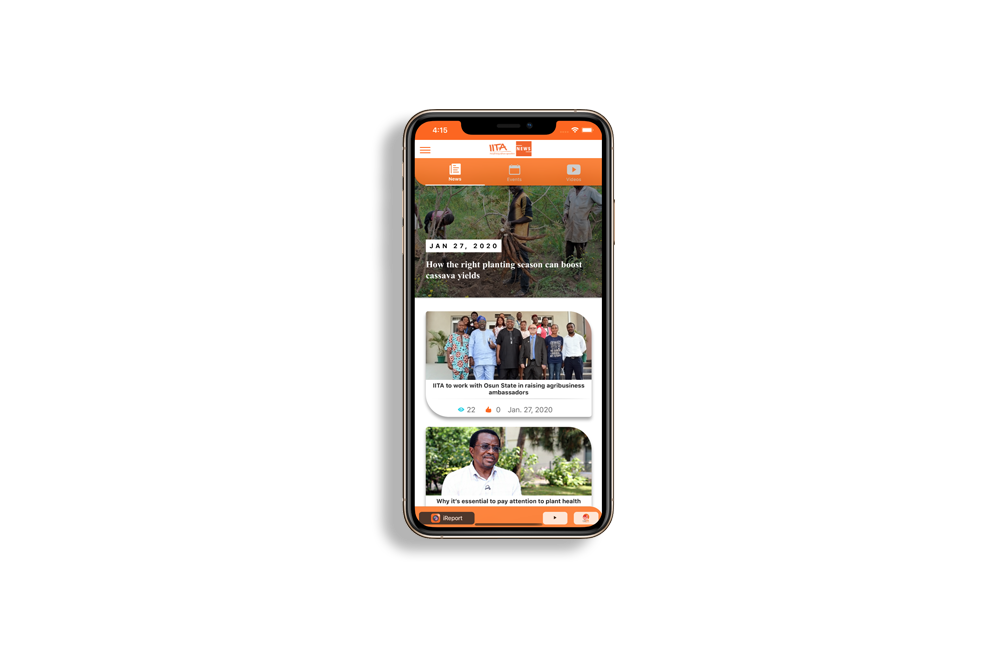 4:15
IITA
NEWS
News
Events
Videos
JAN 27, 2020
How the right planting season can boost
cassava yields
IITA to work with Osun State in raising agribusiness
ambassadors
22 0 Jan. 27, 2020
Why it's essential to pay attention to plant health
iReport